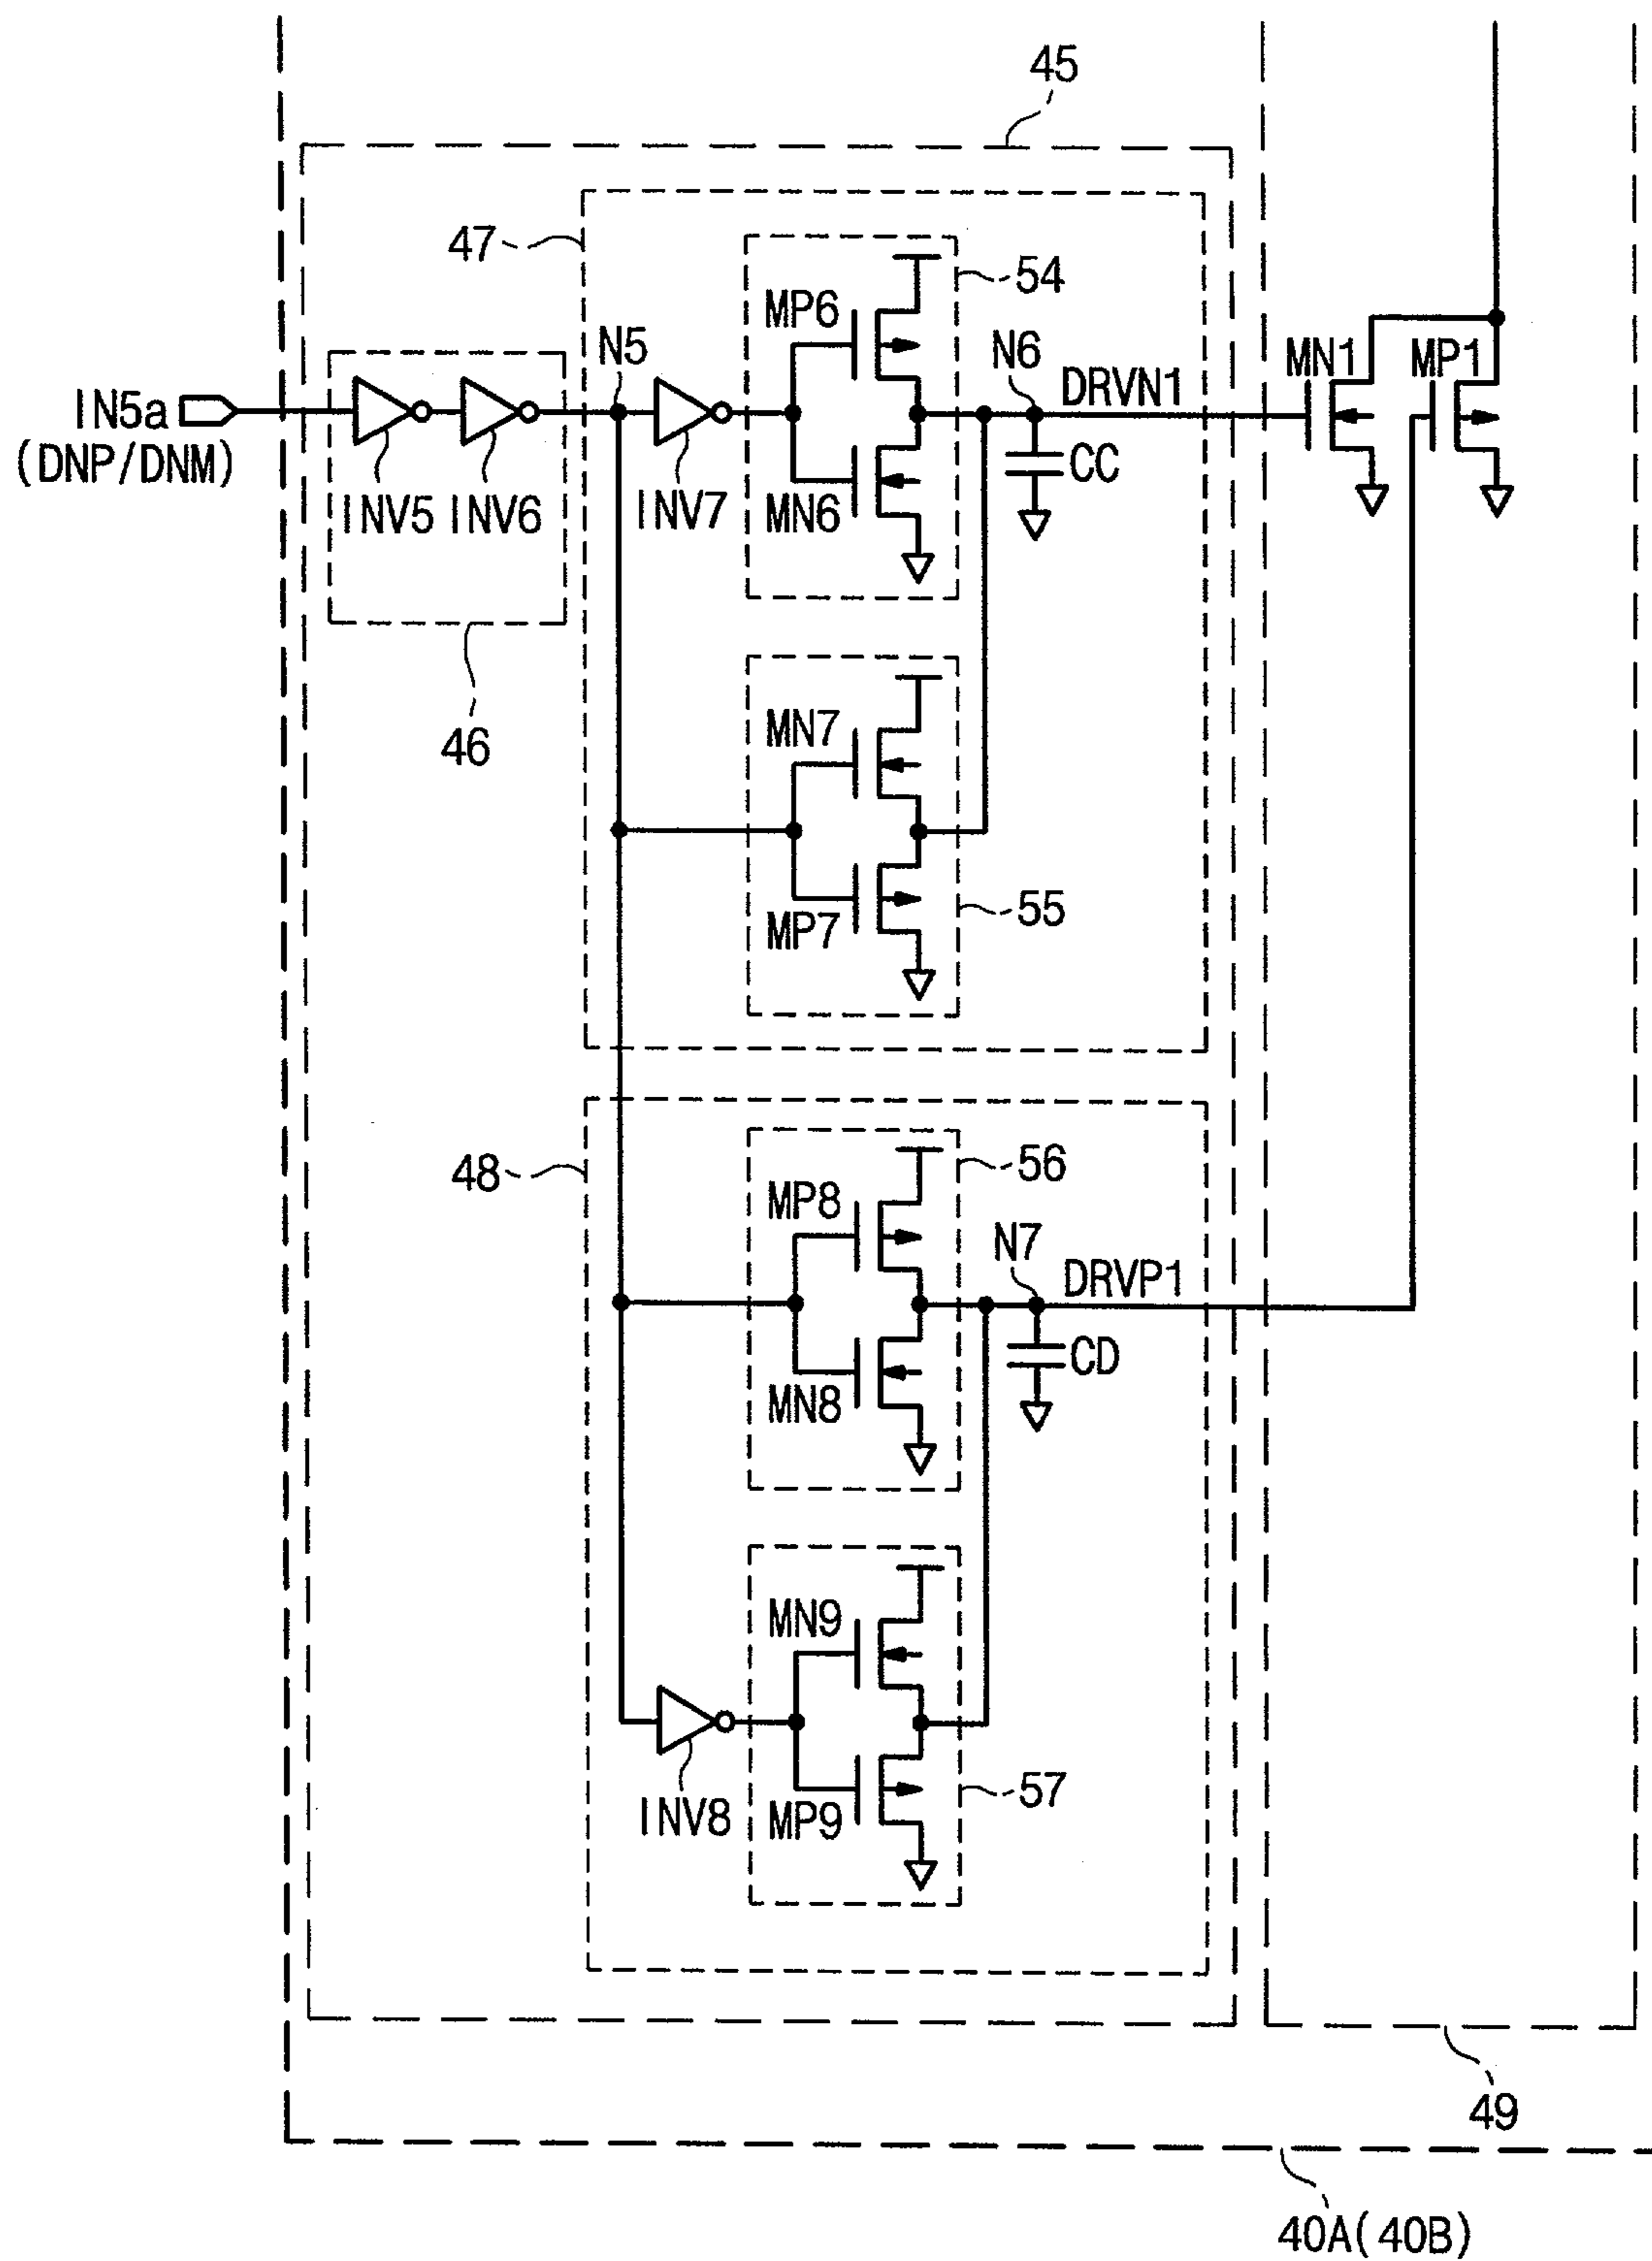 45
47
54
MP6
N5
N6
DRVN1
MN1
MP1
IN5a
(DNP/DNM)
INV5
INV6
INV7
MN6
CC
46
MN7
MP7
55
48
56
MP8
N7
DRVP1
MN8
CD
MN9
INV8
MP9
57
49
40A(40B)